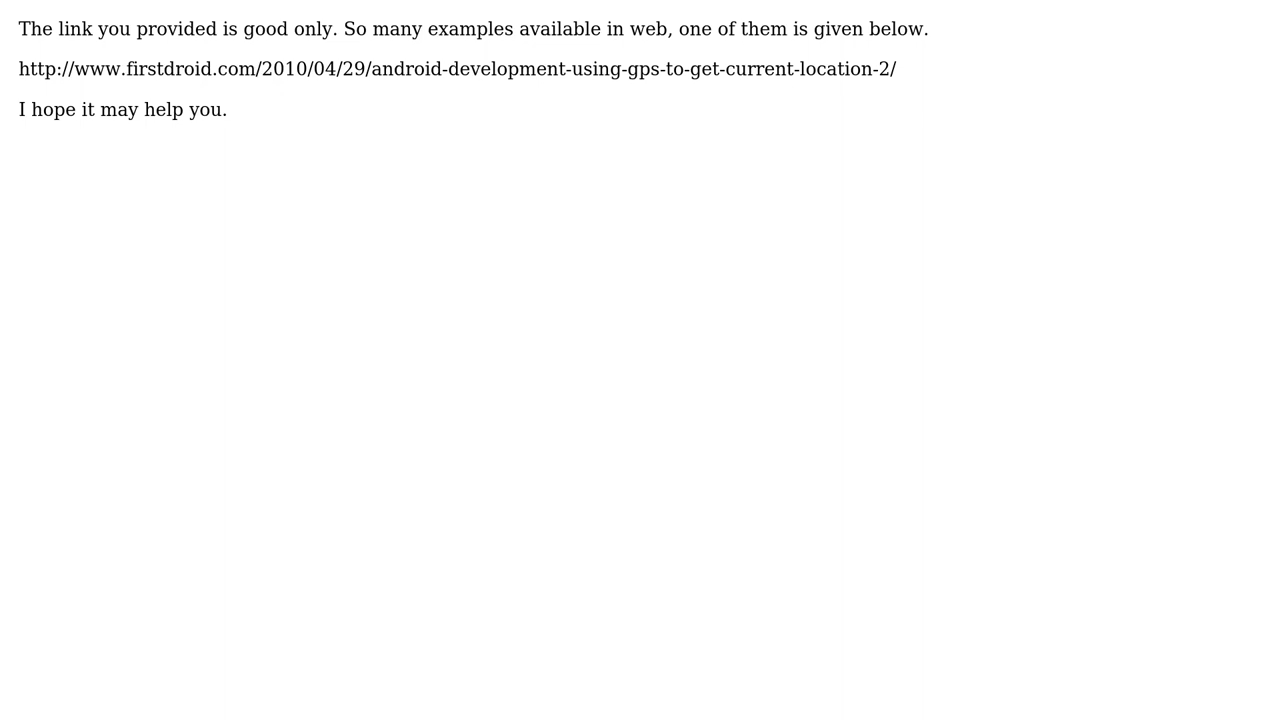 The link you provided is good only. So many examples available in web, one of them is given below.
http://www.firstdroid.com/2010/04/29/android-development-using-gps-to-get-current-location-2/
I hope it may help you.